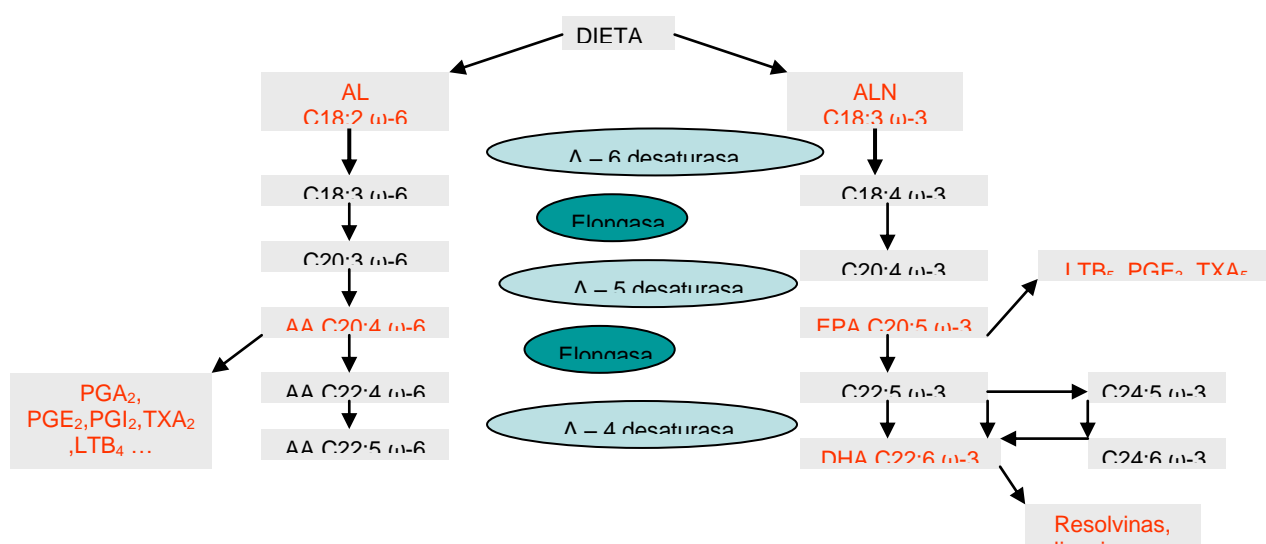 DIETA
AL
C18:2 ω-6
ALN
C18:3 ω-3
Δ – 6 desaturasa
C18:3 ω-6
C18:4 ω-3
Elongasa
C20:3 ω-6
C20:4 ω-3
Δ – 5 desaturasa
LTB₅, PGE₃, TXA₅
AA C20:4 ω-6
EPA C20:5 ω-3
Elongasa
PGA₂,
PGE₂,PGI₂,TXA₂
,LTB₄ …
AA C22:4 ω-6
C22:5 ω-3
C24:5 ω-3
Δ – 4 desaturasa
AA C22:5 ω-6
DHA C22:6 ω-3
C24:6 ω-3
Resolvinas,